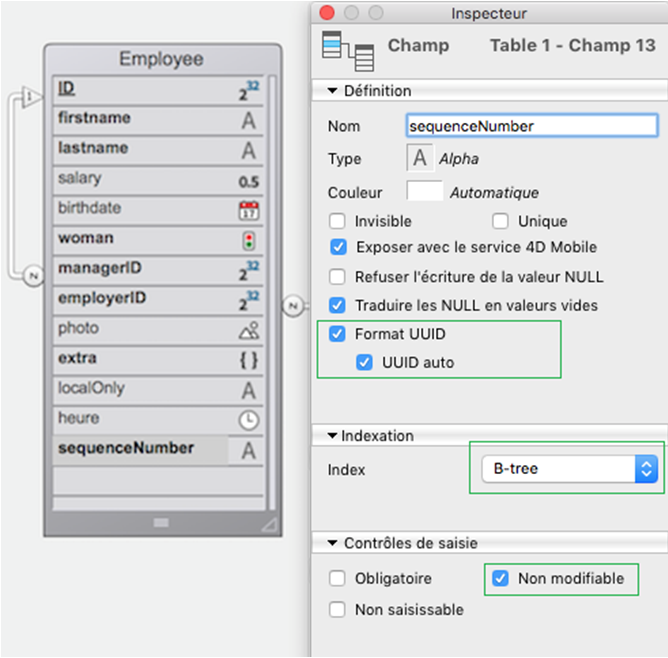 Employee
ID 2^32
firstname A
lastname A
salary 0.5
birthdate 17
woman
managerID 2^32
employerID 2^32
photo
extra { }
localOnly A
heure
sequenceNumber A
1
N
N
Inspecteur
Champ Table 1 - Champ 13
Définition
Nom sequenceNumber
Type A Alpha
Couleur Automatique
Invisible Unique
Exposer avec le service 4D Mobile
Refuser l'écriture de la valeur NULL
Traduire les NULL en valeurs vides
Format UUID
UUID auto
Indexation
Index B-tree
Contrôles de saisie
Obligatoire Non modifiable
Non saisissable